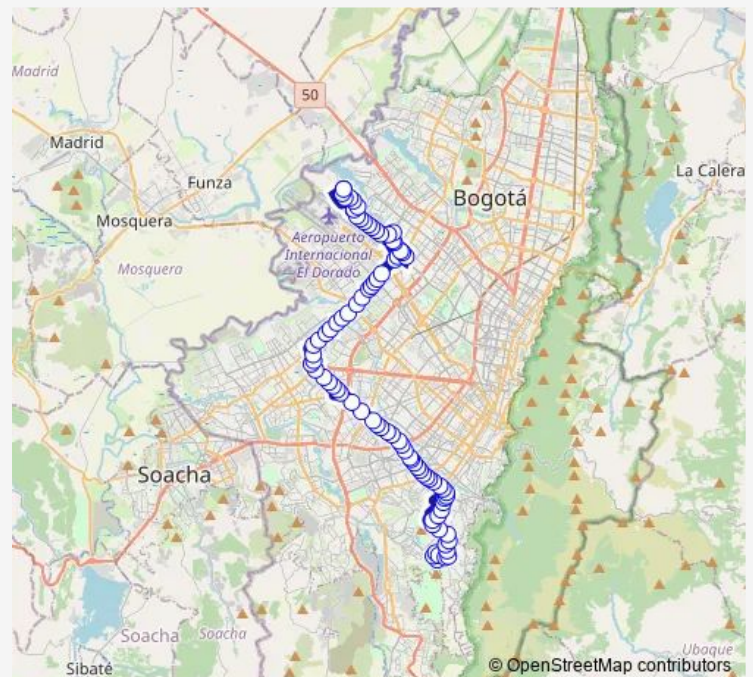 Madrid
50
Madrid
Funza
La Calera
Bogotá
Mosquera
Aeropuerto
Internacional
El Dorado
Mosquera
Soacha
Soacha
Soacha
Ubaque
Sibaté
© OpenStreetMap contributors